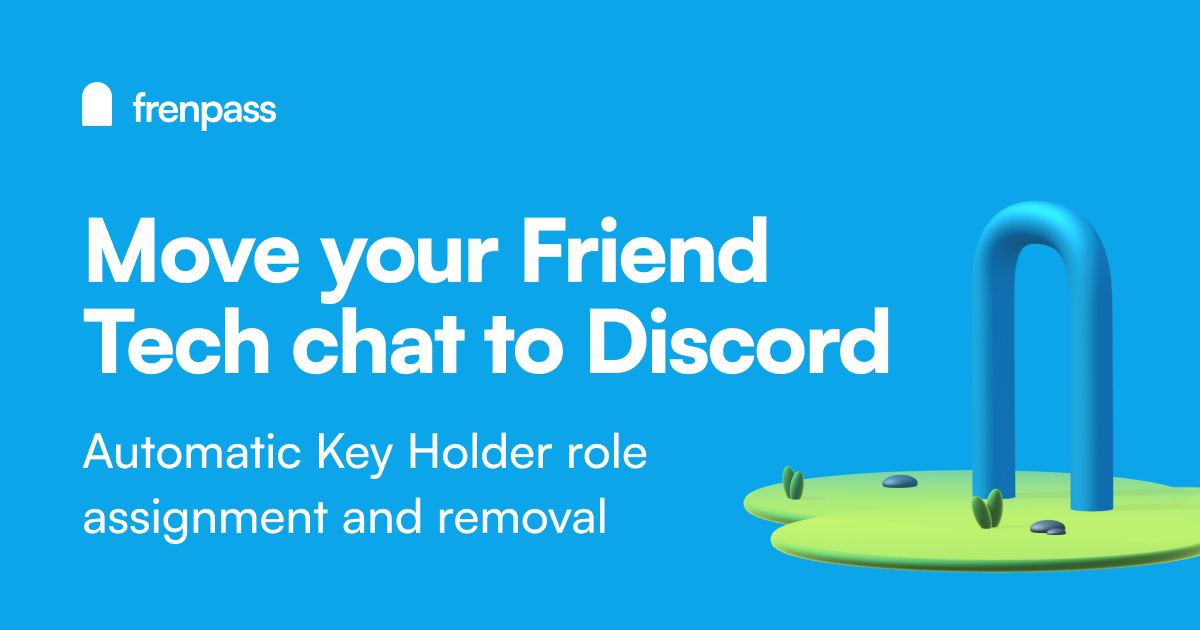 frenpass
Move your Friend
Tech chat to Discord
Automatic Key Holder role
assignment and removal